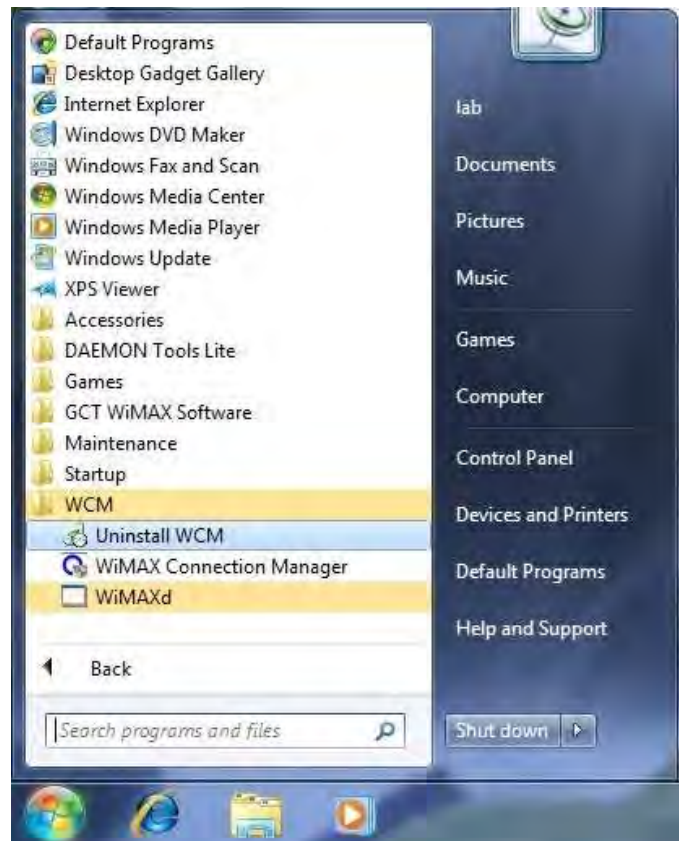 Default Programs
Desktop Gadget Gallery
Internet Explorer
Windows DVD Maker
Windows Fax and Scan
Windows Media Center
Windows Media Player
Windows Update
XPS Viewer
Accessories
DAEMON Tools Lite
Games
GCT WiMAX Software
Maintenance
Startup
WCM
Uninstall WCM
WiMAX Connection Manager
WiMAXd
Back
Search programs and files
lab
Documents
Pictures
Music
Games
Computer
Control Panel
Devices and Printers
Default Programs
Help and Support
Shut down